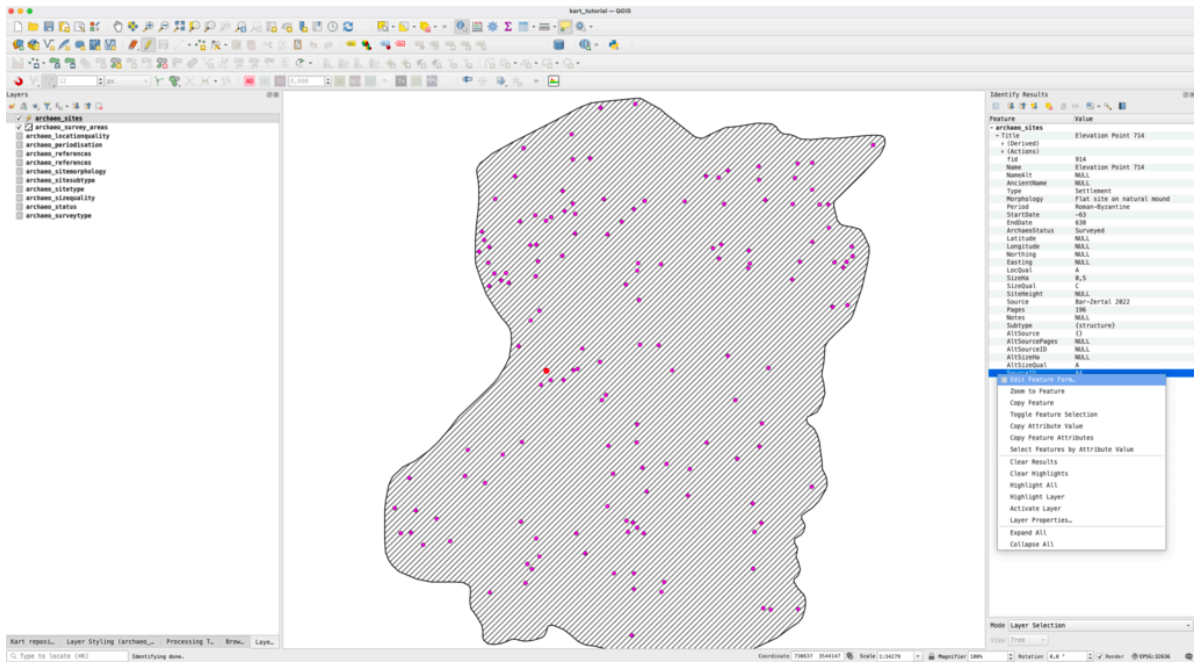 kart_tutorial — QGIS
12
px
0,000
Layers
archaeo_sites
archaeo_survey_areas
archaeo_locationquality
archaeo_periodisation
archaeo_references
archaeo_references
archaeo_sitemorphology
archaeo_sitesubtype
archaeo_sitetype
archaeo_sizequality
archaeo_status
archaeo_surveytype
Identify Results
Feature Value
archaeo_sites
Title Elevation Point 714
(Derived)
(Actions)
fid 914
Name Elevation Point 714
NameAlt NULL
AncientName NULL
Type Settlement
Morphology Flat site on natural mound
Period Roman-Byzantine
StartDate -63
EndDate 638
ArchaeoStatus Surveyed
Latitude NULL
Longitude NULL
Northing NULL
Easting NULL
LocQual A
SizeHa 0,5
SizeQual C
SiteHeight NULL
Source Bar-Zertal 2022
Pages 196
Notes NULL
Subtype {structure}
AltSource {}
AltSourcePages NULL
AltSourceID NULL
AltSizeHa NULL
AltSizeQual A
SourceID
Edit Feature Form…
Zoom to Feature
Copy Feature
Toggle Feature Selection
Copy Attribute Value
Copy Feature Attributes
Select Features by Attribute Value
Clear Results
Clear Highlights
Highlight All
Highlight Layer
Activate Layer
Layer Properties…
Expand All
Collapse All
Mode Layer Selection
View Tree
Kart reposi… Layer Styling (archaeo_… Processing T… Brow… Laye…
Type to locate (⌘K) Identifying done. Coordinate 730637 3544147 Scale 1:34279 Magnifier 100% Rotation 0,0 ° Render EPSG:32636